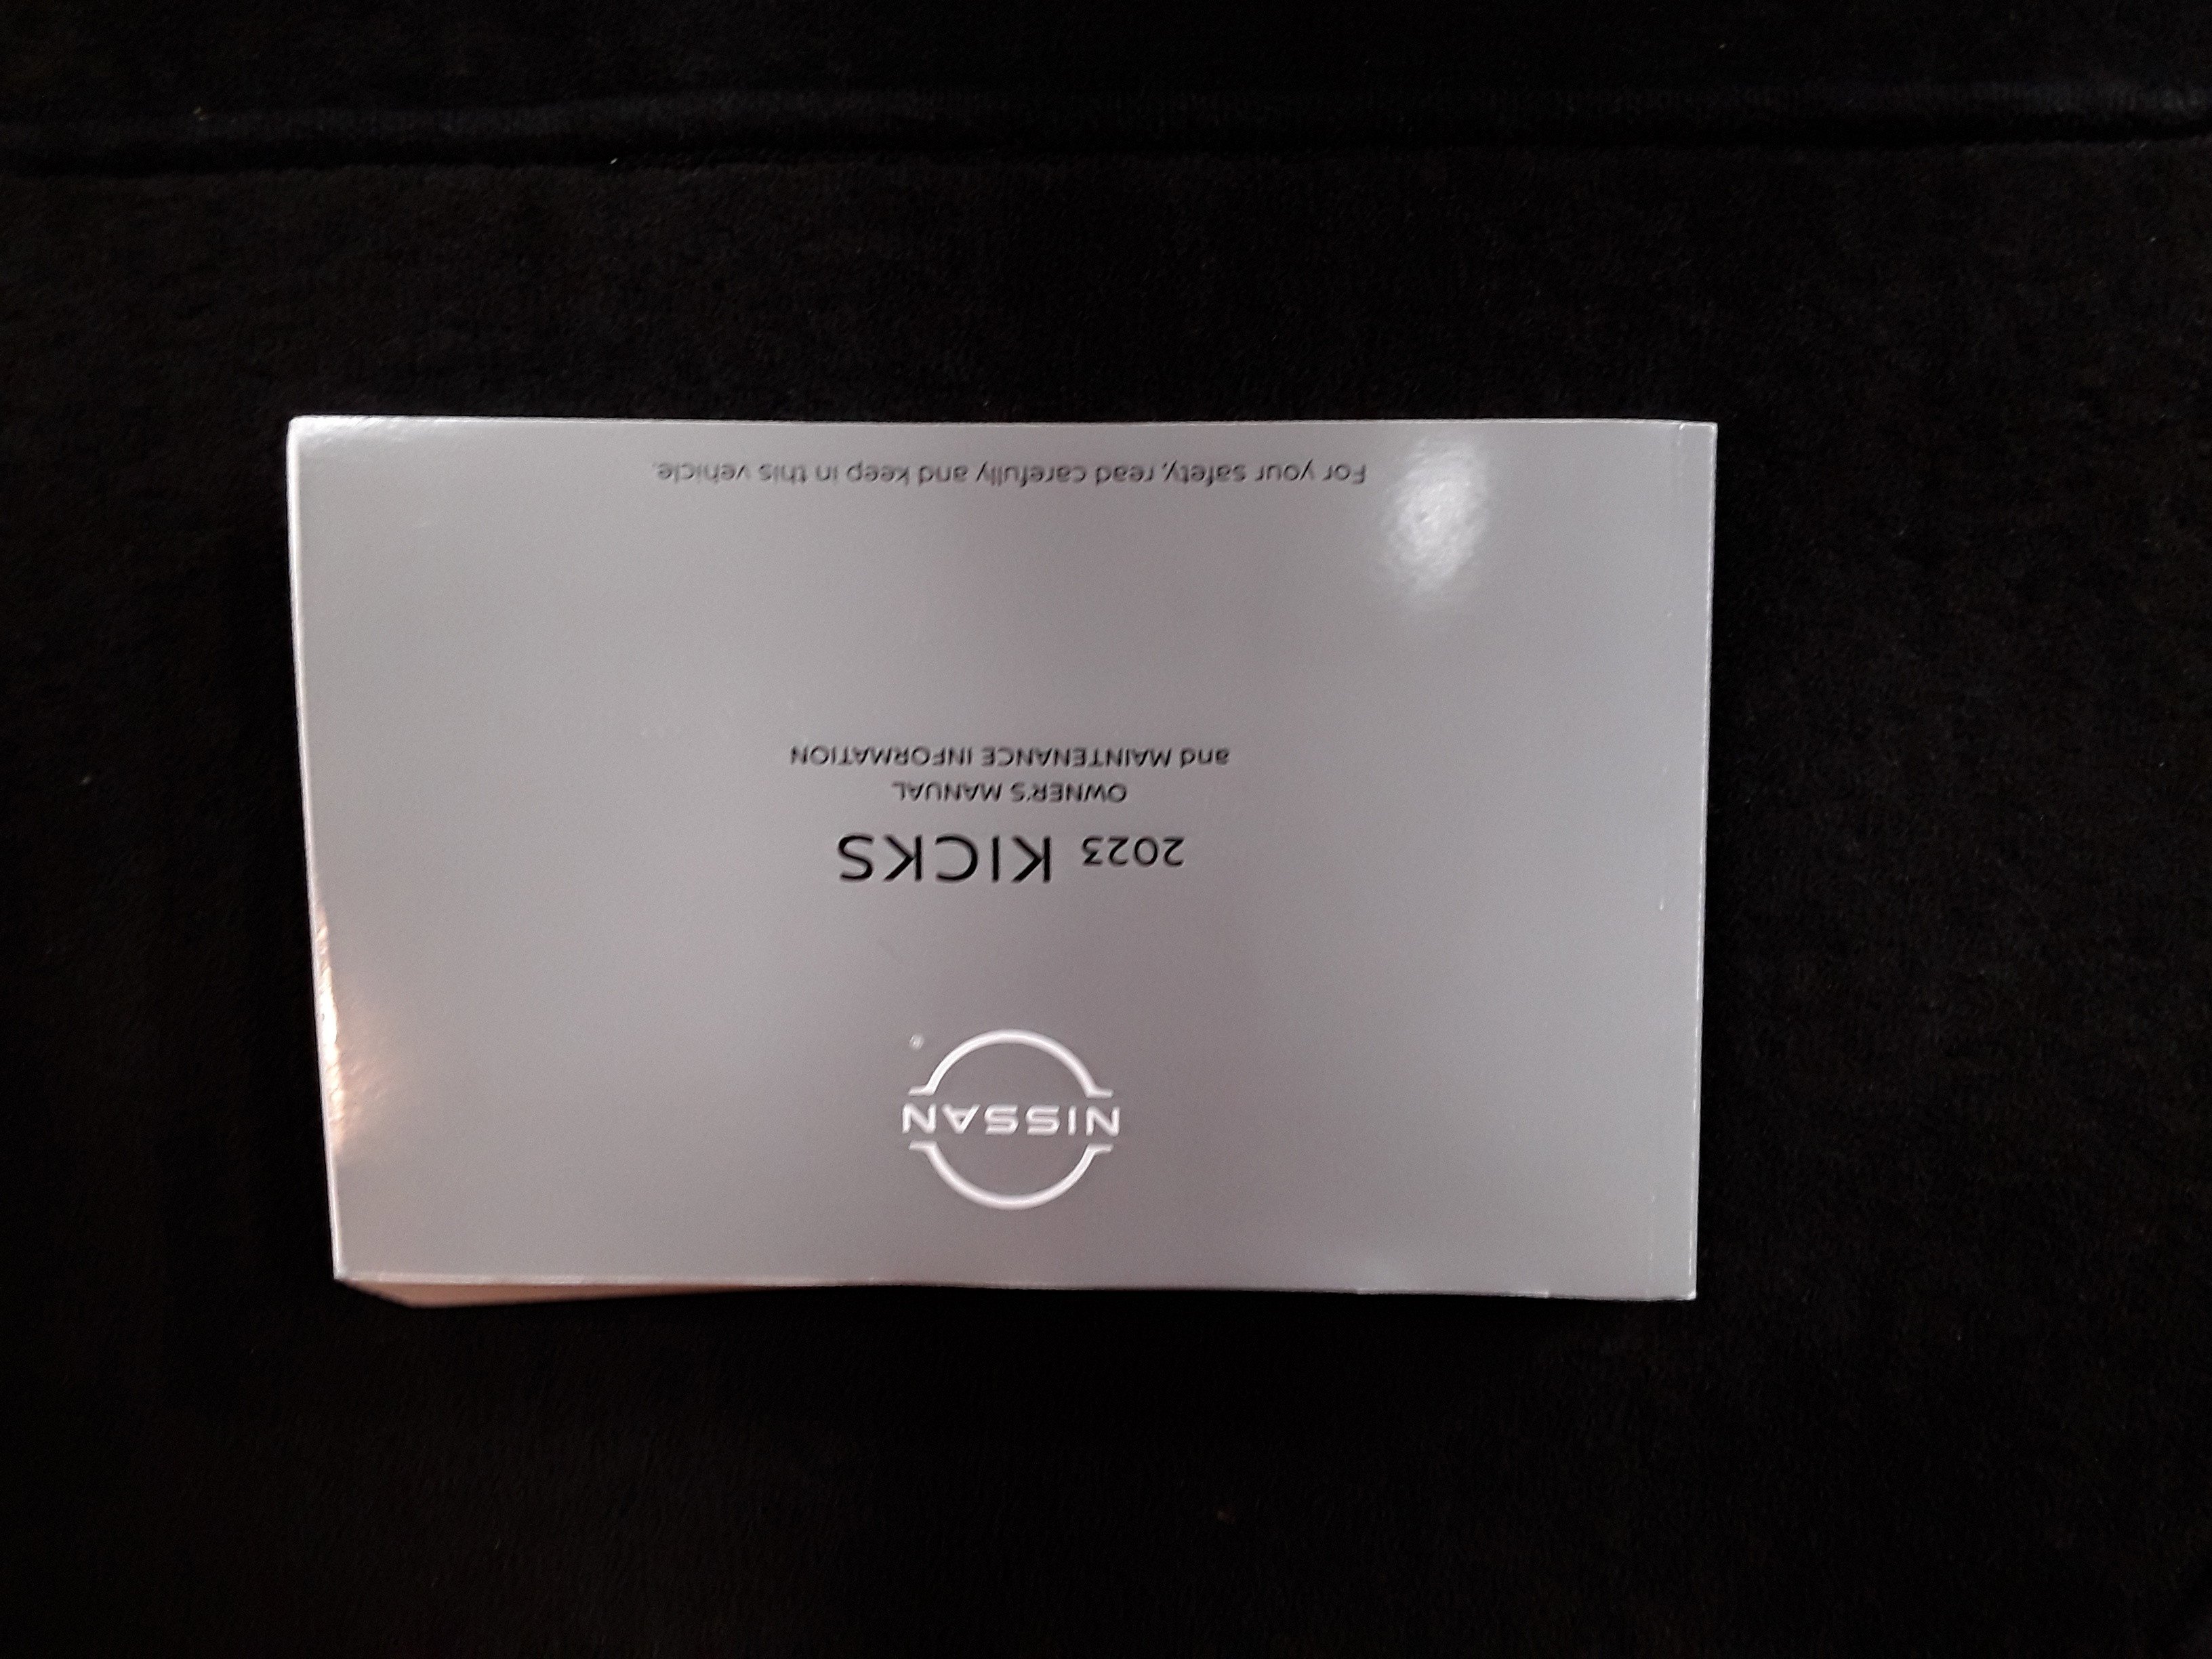 NISSAN
®
2023 KICKS
OWNER'S MANUAL
and MAINTENANCE INFORMATION
For your safety, read carefully and keep in this vehicle.